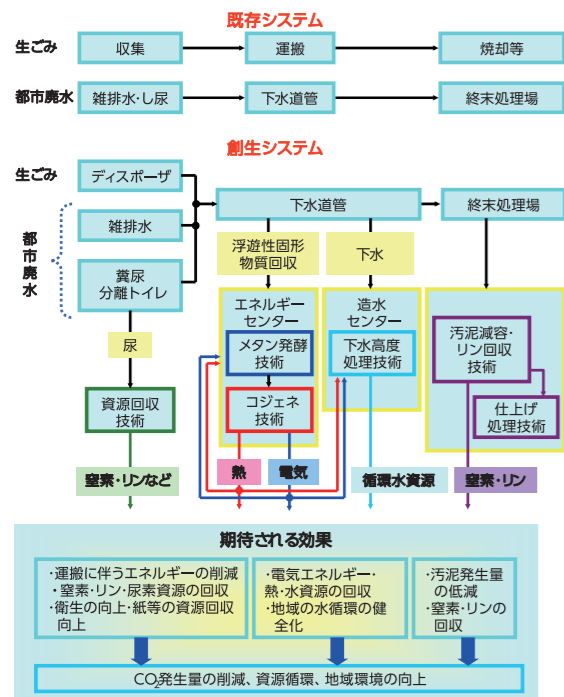 既存システム
生ごみ 収集 運搬 焼却等
都市廃水 雑排水・し尿 下水道管 終末処理場
創生システム
生ごみ ディスポーザ
下水道管 終末処理場
都市廃水
雑排水
糞尿
分離トイレ
浮遊性固形
物質回収
下水
尿
エネルギー
センター
メタン発酵
技術
コジェネ
技術
造水
センター
下水高度
処理技術
汚泥減容・
リン回収
技術
仕上げ
処理技術
資源回収
技術
窒素・リンなど 熱 電気 循環水資源 窒素・リン
期待される効果
・運搬に伴うエネルギーの削減
・窒素・リン・尿素資源の回収
・衛生の向上・紙等の資源回収
向上
・電気エネルギー・
熱・水資源の回収
・地域の水循環の健
全化
・汚泥発生量
の低減
・窒素・リンの
回収
CO₂発生量の削減、資源循環、地域環境の向上